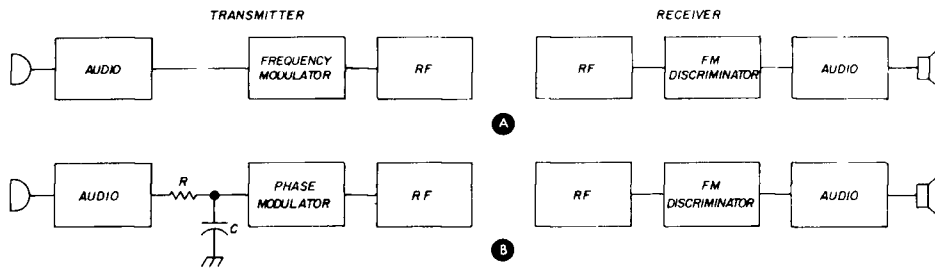 TRANSMITTER
RECEIVER
AUDIO
FREQUENCY
MODULATOR
RF
RF
FM
DISCRIMINATOR
AUDIO
A
AUDIO
R
C
PHASE
MODULATOR
RF
RF
FM
DISCRIMINATOR
AUDIO
B